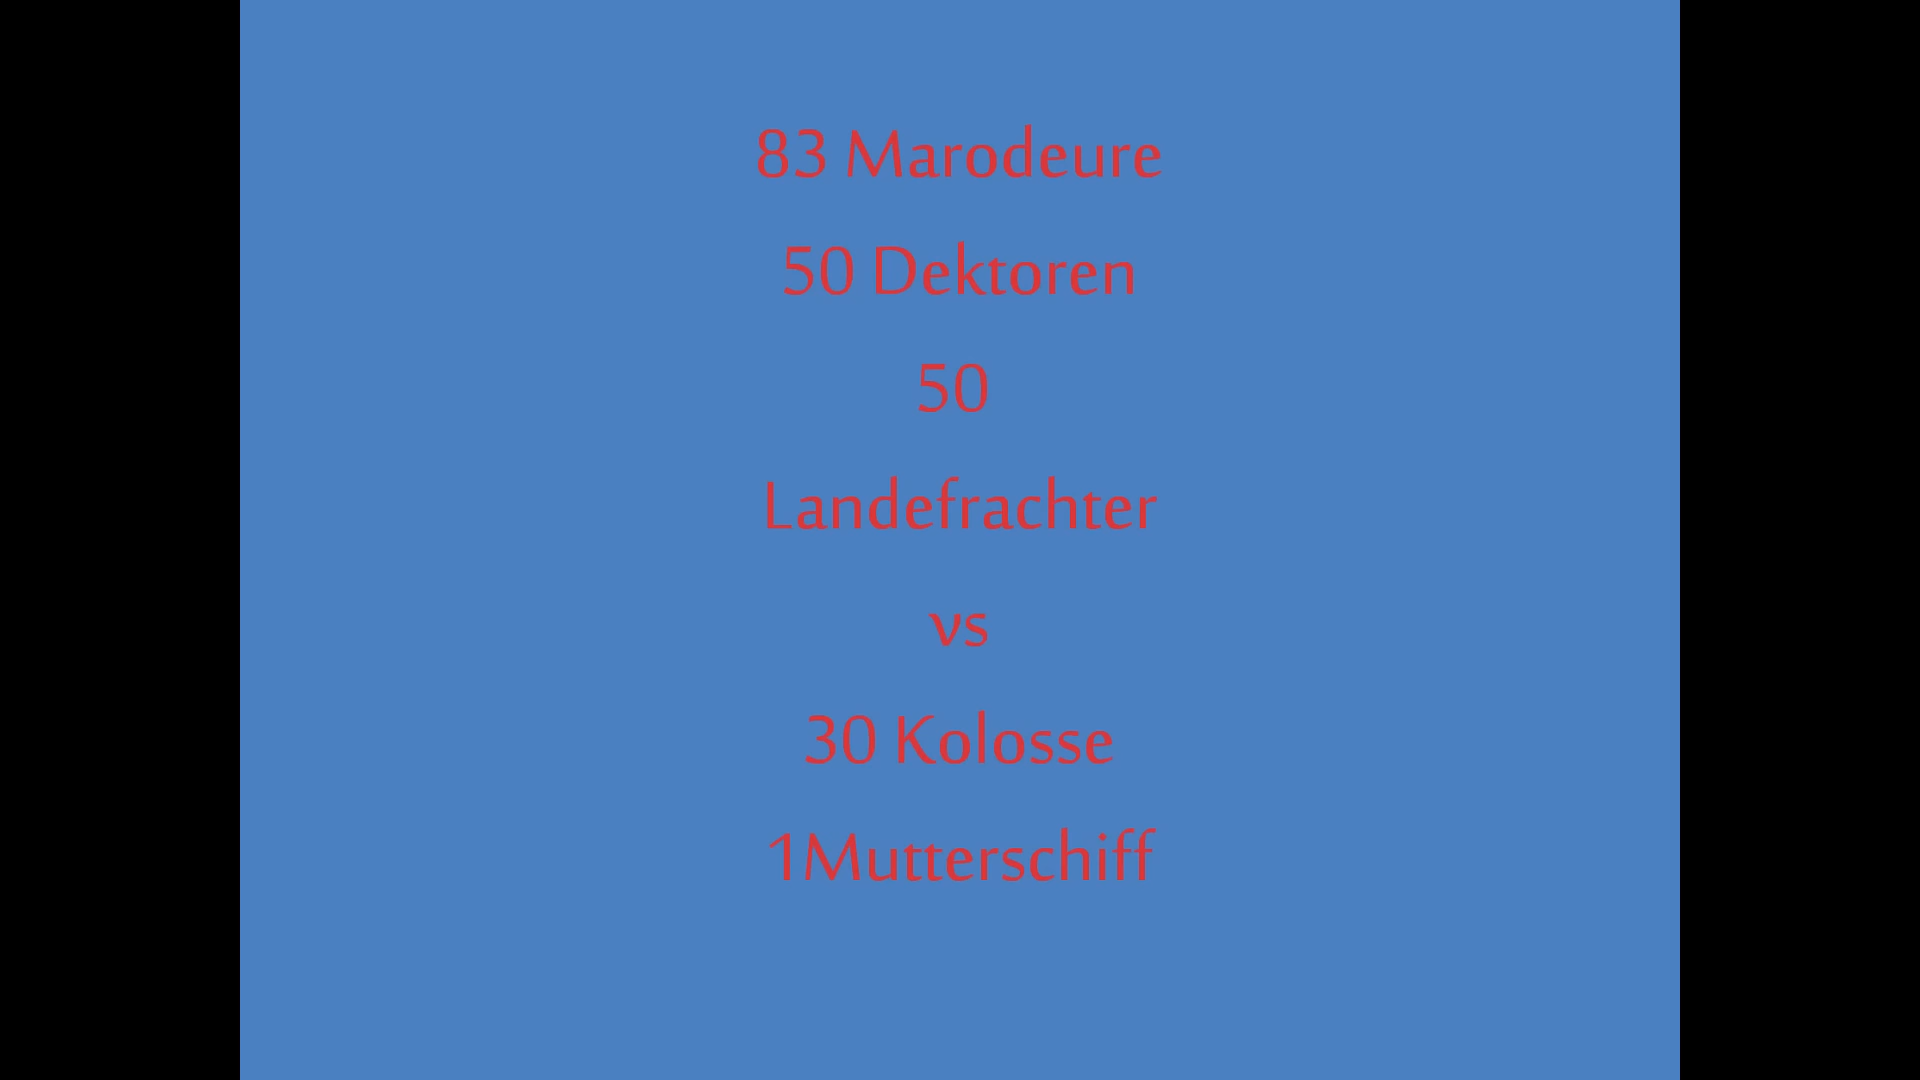 83 Marodeure
50 Dektoren
50
Landefrachter
vs
30 Kolosse
1Mutterschiff